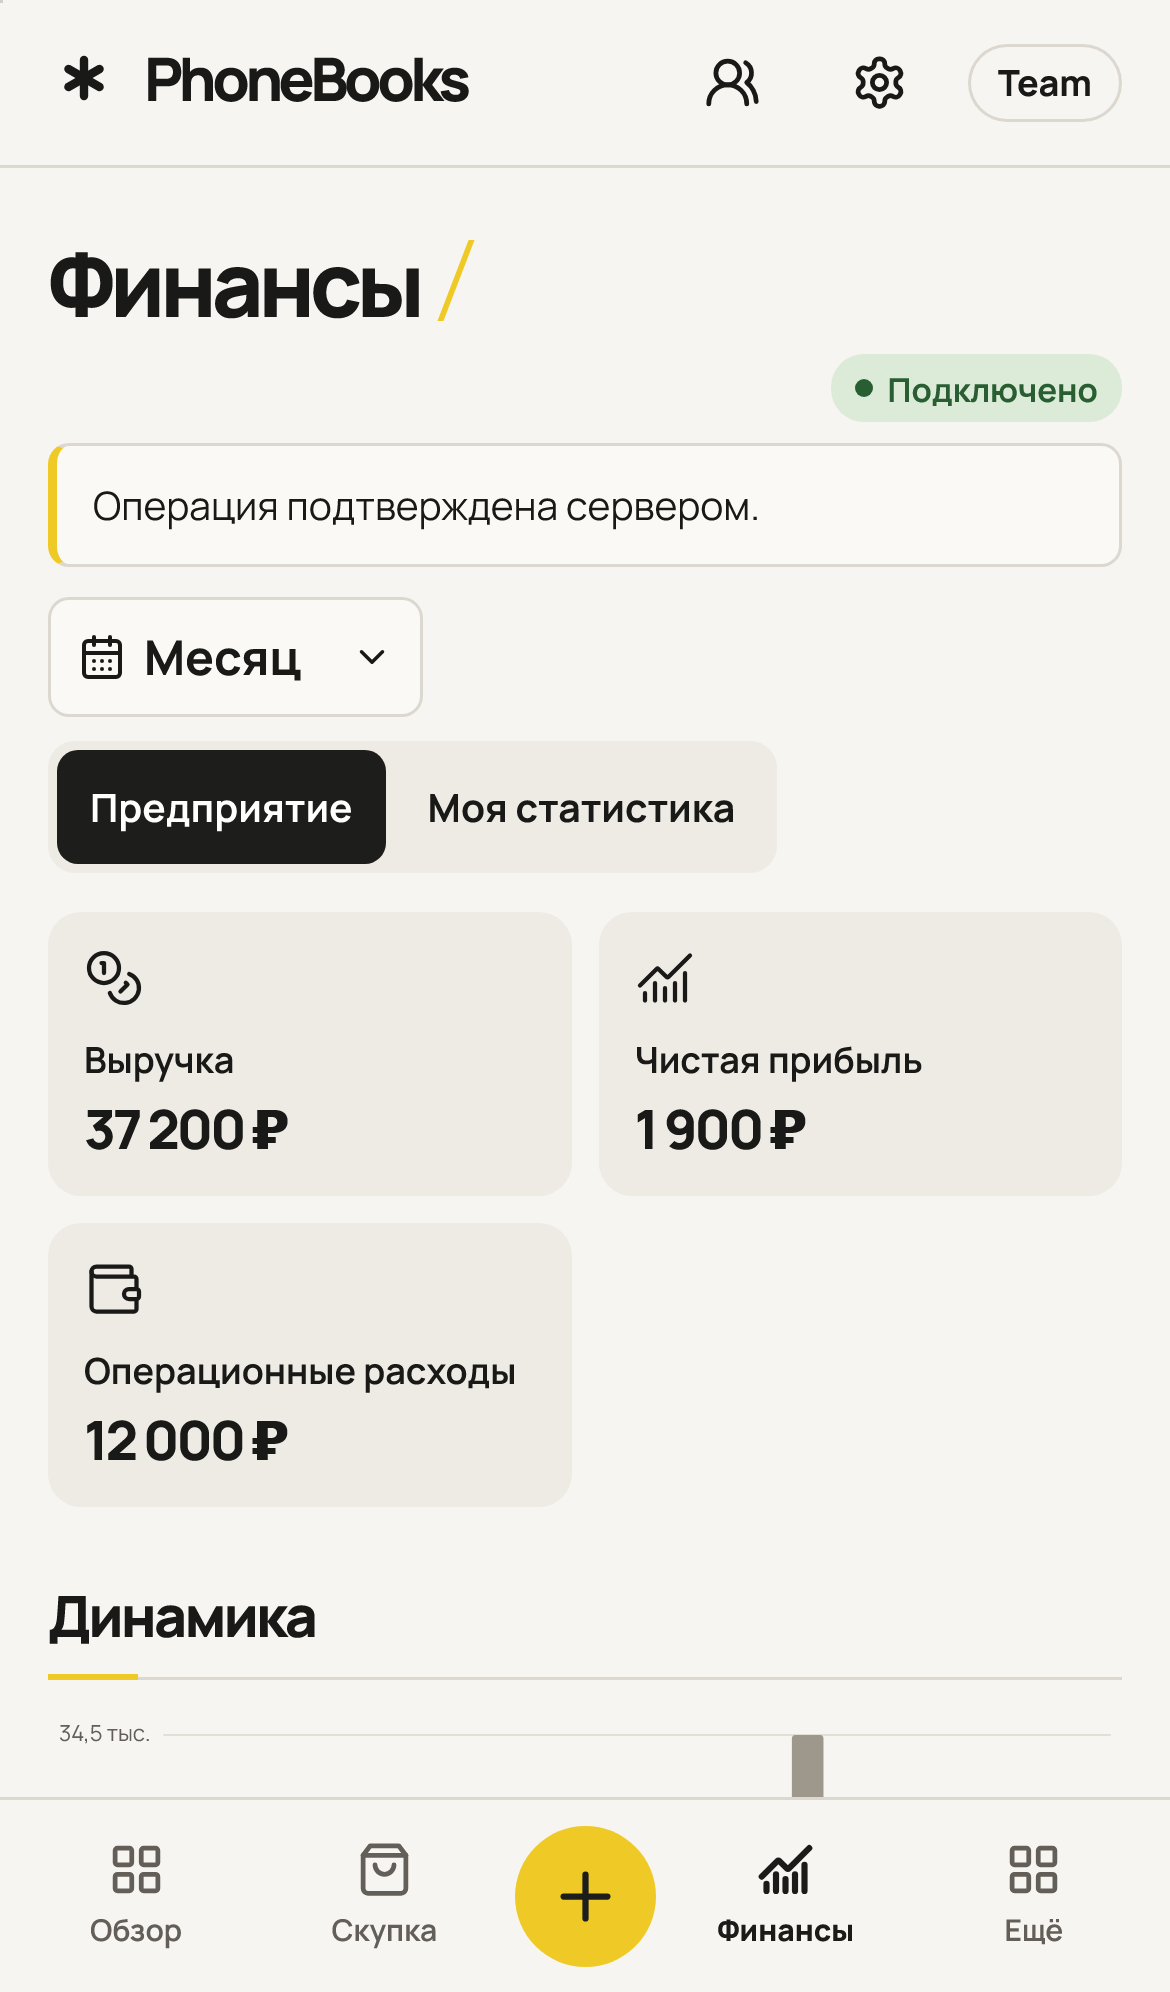 PhoneBooks
Team
Финансы /
Подключено
Операция подтверждена сервером.
Месяц
Предприятие
Моя статистика
Выручка
37 200 ₽
Чистая прибыль
1 900 ₽
Операционные расходы
12 000 ₽
Динамика
34,5 тыс.
Обзор
Скупка
Финансы
Ещё